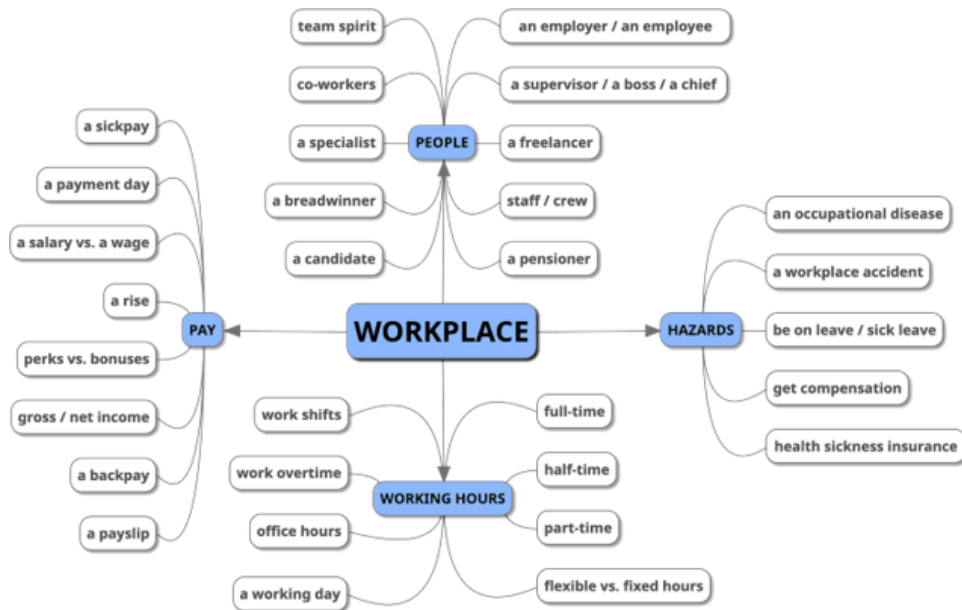 WORKPLACE
PEOPLE
team spirit
co-workers
a specialist
a breadwinner
a candidate
an employer / an employee
a supervisor / a boss / a chief
a freelancer
staff / crew
a pensioner
PAY
a sickpay
a payment day
a salary vs. a wage
a rise
perks vs. bonuses
gross / net income
a backpay
a payslip
HAZARDS
an occupational disease
a workplace accident
be on leave / sick leave
get compensation
health sickness insurance
WORKING HOURS
work shifts
work overtime
office hours
a working day
full-time
half-time
part-time
flexible vs. fixed hours